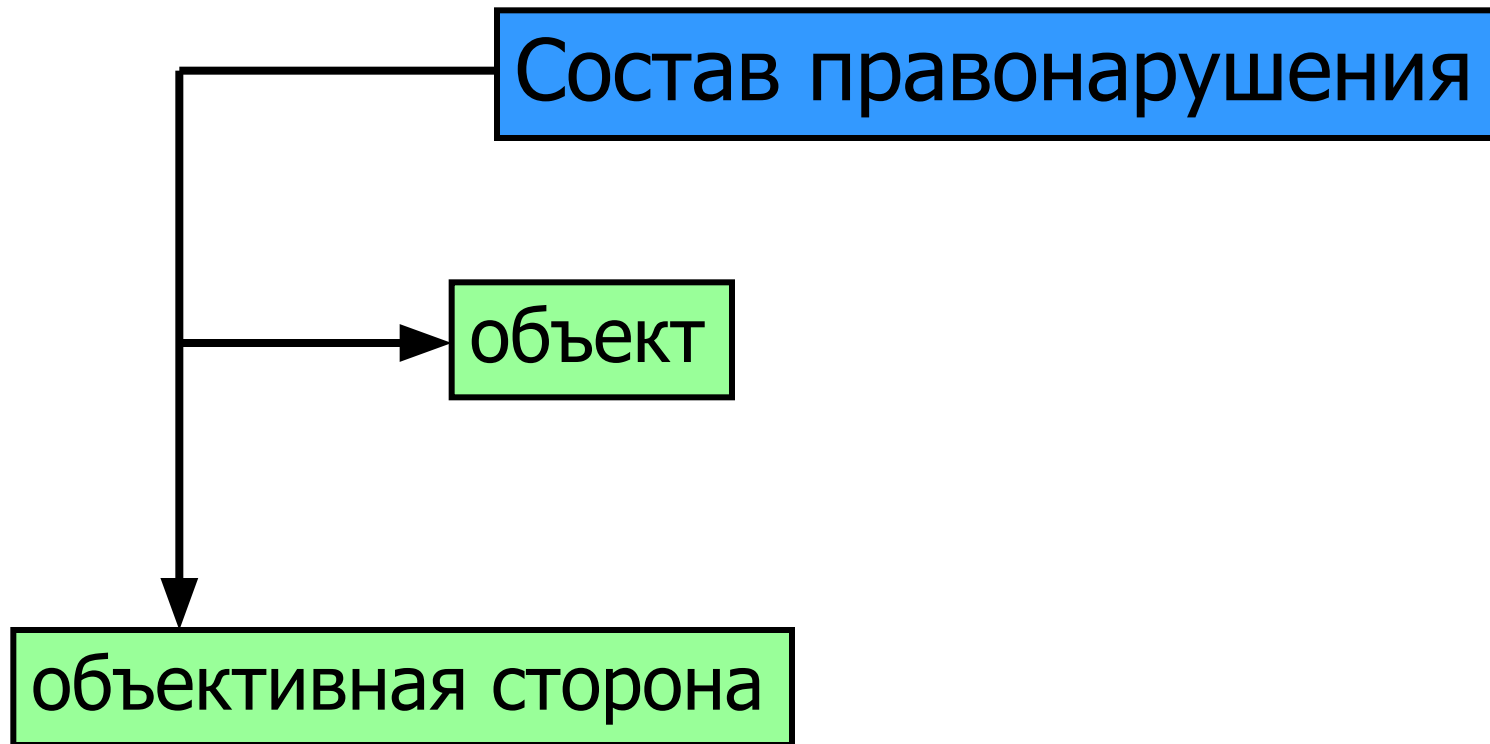 Состав правонарушения
объект
объективная сторона